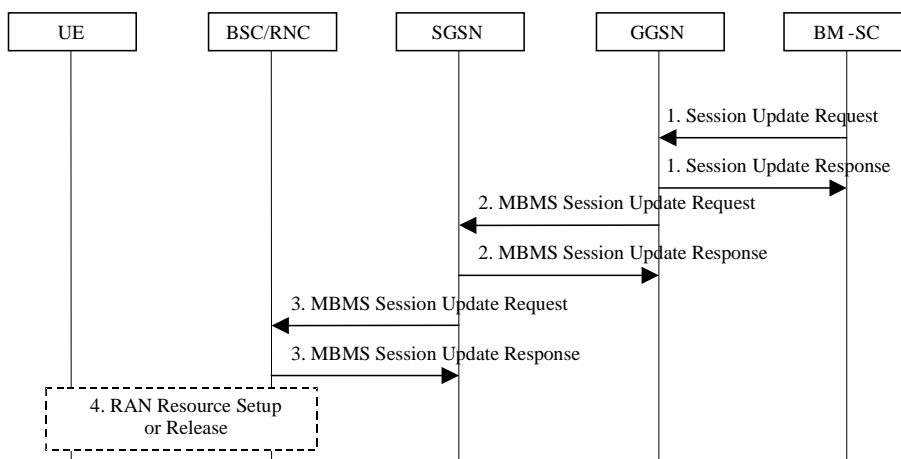 UE
BSC/RNC
SGSN
GGSN
BM -SC
1. Session Update Request
1. Session Update Response
2. MBMS Session Update Request
2. MBMS Session Update Response
3. MBMS Session Update Request
3. MBMS Session Update Response
4. RAN Resource Setup
or Release